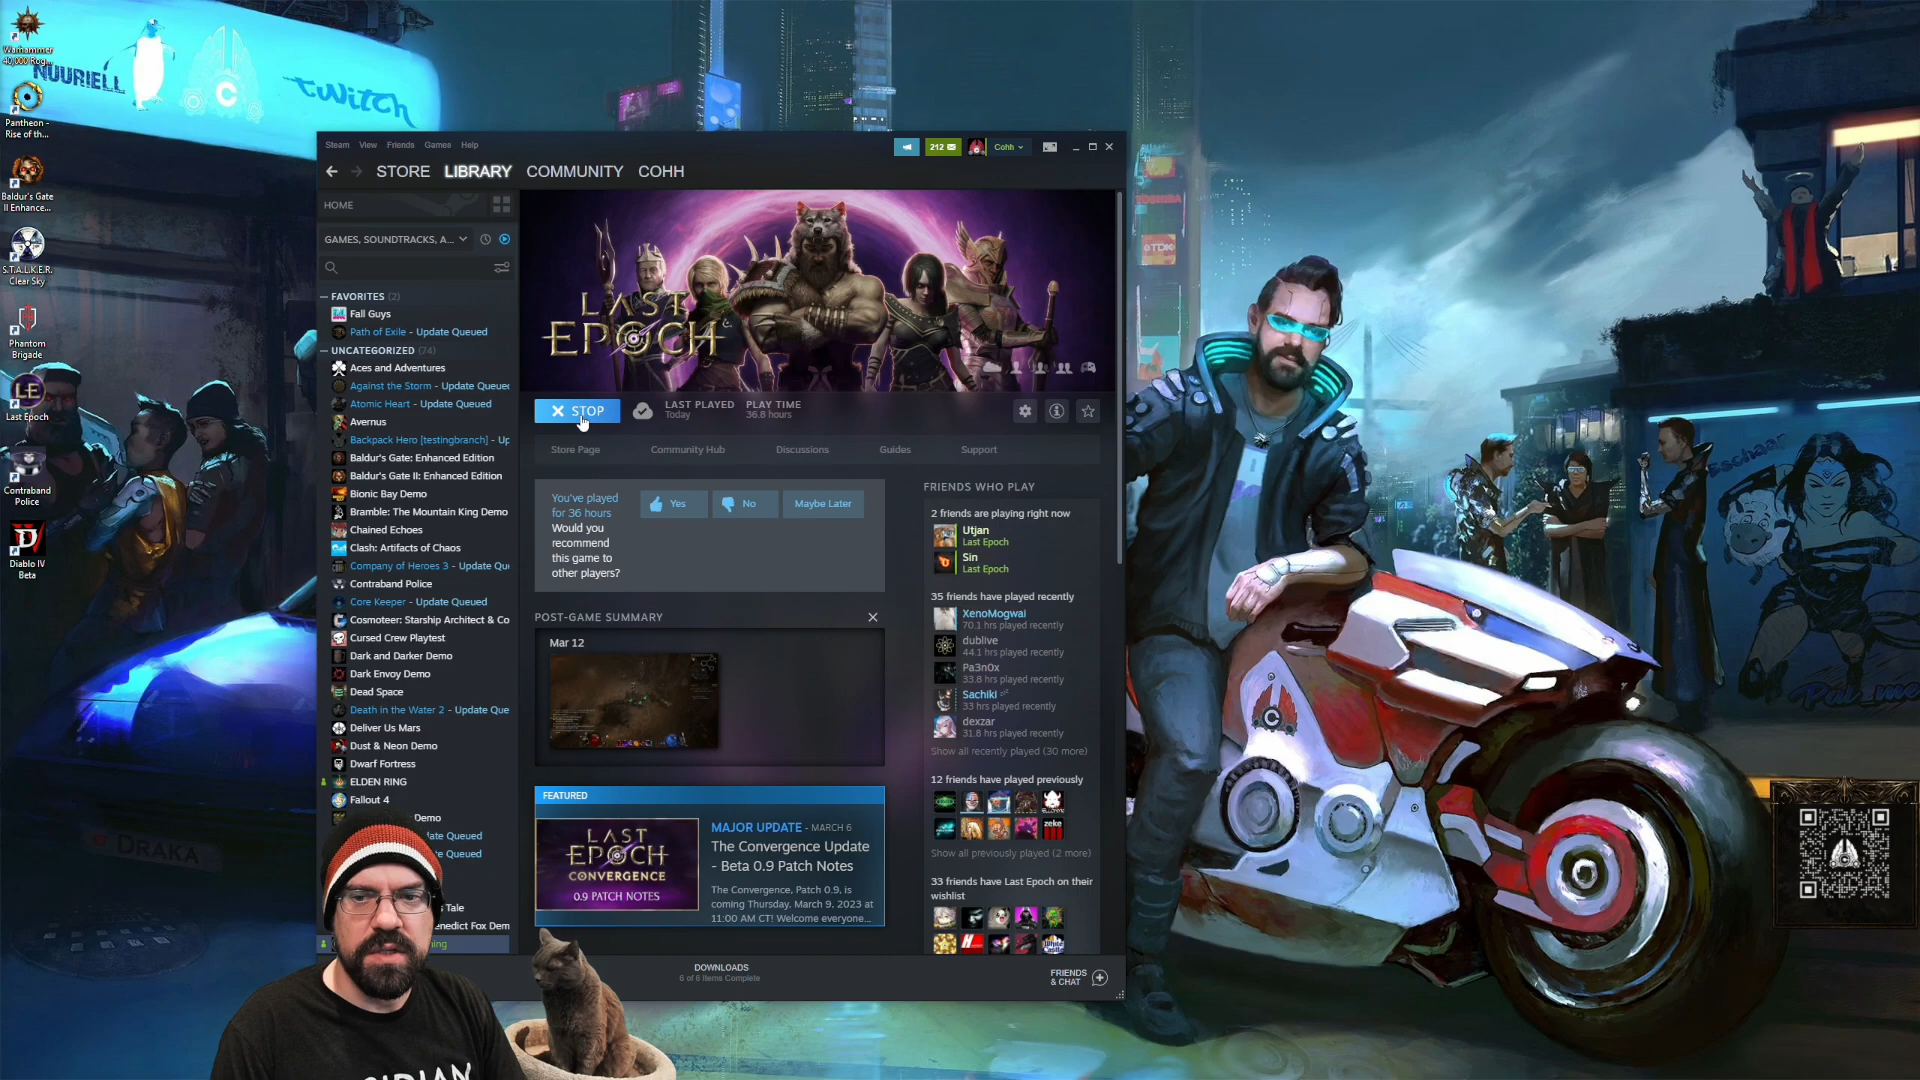 Warhammer
40,000 Rog...
Pantheon -
Rise of th...
Baldur's Gate
II Enhance...
S.T.A.L.K.E.R.
Clear Sky
Phantom
Brigade
LE
Last Epoch
Contraband
Police
Diablo IV
Beta
NUURIELL
twitch
Steam View Friends Games Help
212
Cohh
STORE LIBRARY COMMUNITY COHH
HOME
GAMES, SOUNDTRACKS, A...
FAVORITES (2)
Fall Guys
Path of Exile - Update Queued
UNCATEGORIZED (74)
Aces and Adventures
Against the Storm - Update Queued
Atomic Heart - Update Queued
Avernus
Backpack Hero [testingbranch] - Up
Baldur's Gate: Enhanced Edition
Baldur's Gate II: Enhanced Edition
Bionic Bay Demo
Bramble: The Mountain King Demo
Chained Echoes
Clash: Artifacts of Chaos
Company of Heroes 3 - Update Qu
Contraband Police
Core Keeper - Update Queued
Cosmoteer: Starship Architect & Co
Cursed Crew Playtest
Dark and Darker Demo
Dark Envoy Demo
Dead Space
Death in the Water 2 - Update Que
Deliver Us Mars
Dust & Neon Demo
Dwarf Fortress
ELDEN RING
Fallout 4
Demo
date Queued
date Queued
s Tale
enedict Fox Dem
ning
LAST
EPOCH
STOP
LAST PLAYED
Today
PLAY TIME
36.8 hours
Store Page Community Hub Discussions Guides Support
You've played
for 36 hours
Would you
recommend
this game to
other players?
Yes No Maybe Later
POST-GAME SUMMARY
Mar 12
FEATURED
LAST
EPOCH
CONVERGENCE
0.9 PATCH NOTES
MAJOR UPDATE - MARCH 6
The Convergence Update
- Beta 0.9 Patch Notes
The Convergence, Patch 0.9, is
coming Thursday, March 9, 2023 at
11:00 AM CT! Welcome everyone...
FRIENDS WHO PLAY
2 friends are playing right now
Utjan
Last Epoch
Sin
Last Epoch
35 friends have played recently
XenoMogwai
70.1 hrs played recently
dublive
44.1 hrs played recently
Pa3n0x
33.8 hrs played recently
Sachiki
33 hrs played recently
dexzar
31.8 hrs played recently
Show all recently played (30 more)
12 friends have played previously
zeke
Show all previously played (2 more)
33 friends have Last Epoch on their
wishlist
DOWNLOADS
6 of 6 Items Complete
FRIENDS
& CHAT
TDK
Eschaar
DRAKA